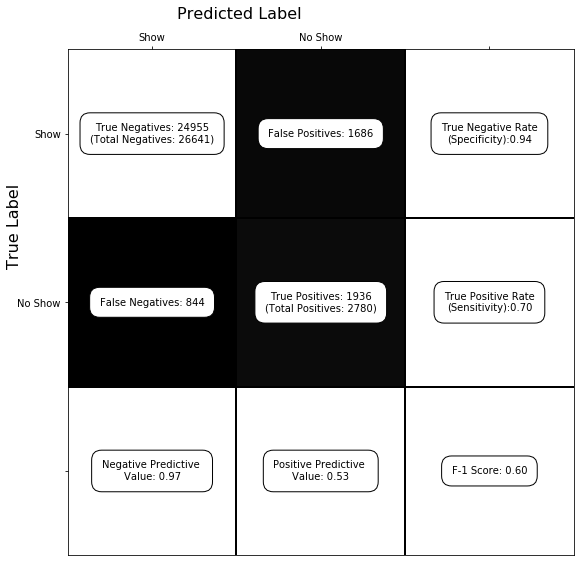 Predicted Label
Show
No Show
True Label
Show
True Negatives: 24955
(Total Negatives: 26641)
False Positives: 1686
True Negative Rate
(Specificity):0.94
No Show
False Negatives: 844
True Positives: 1936
(Total Positives: 2780)
True Positive Rate
(Sensitivity):0.70
Negative Predictive
Value: 0.97
Positive Predictive
Value: 0.53
F-1 Score: 0.60